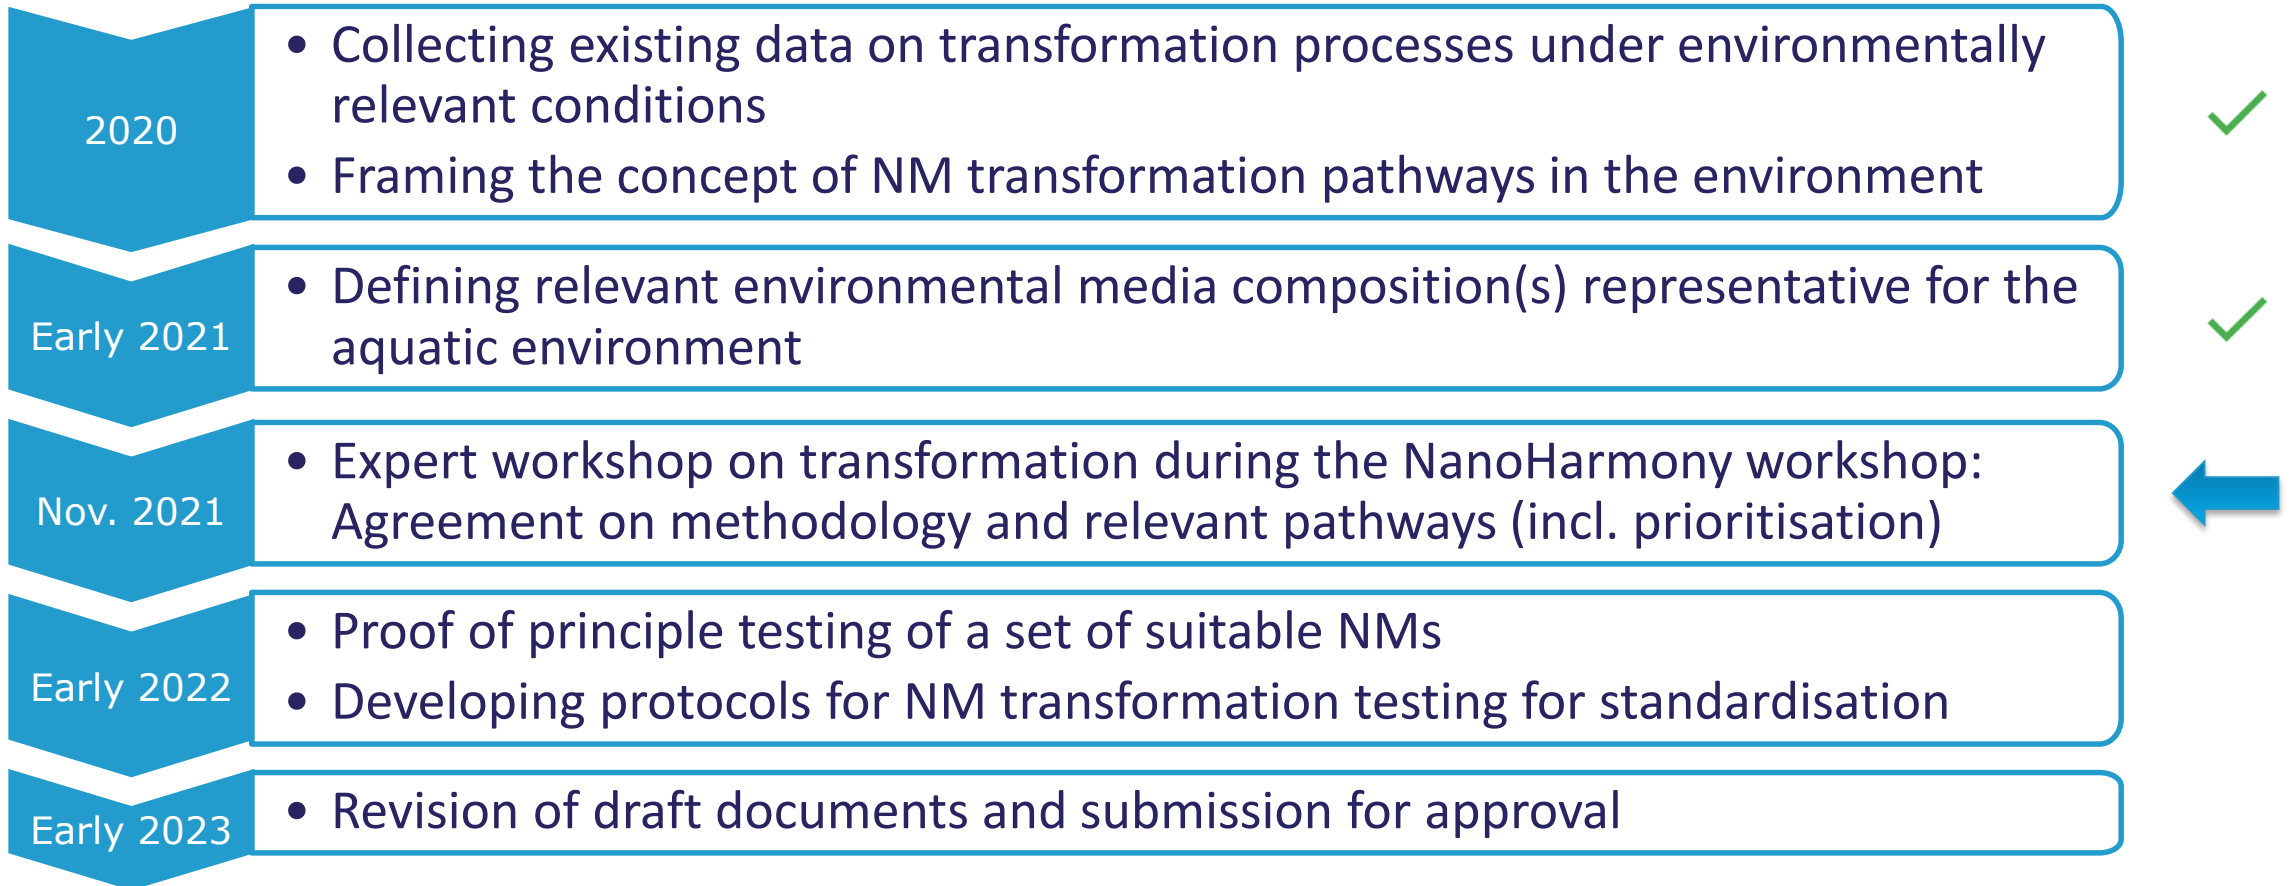 2020
• Collecting existing data on transformation processes under environmentally
relevant conditions
• Framing the concept of NM transformation pathways in the environment
Early 2021
• Defining relevant environmental media composition(s) representative for the
aquatic environment
Nov. 2021
• Expert workshop on transformation during the NanoHarmony workshop:
Agreement on methodology and relevant pathways (incl. prioritisation)
Early 2022
• Proof of principle testing of a set of suitable NMs
• Developing protocols for NM transformation testing for standardisation
Early 2023
• Revision of draft documents and submission for approval